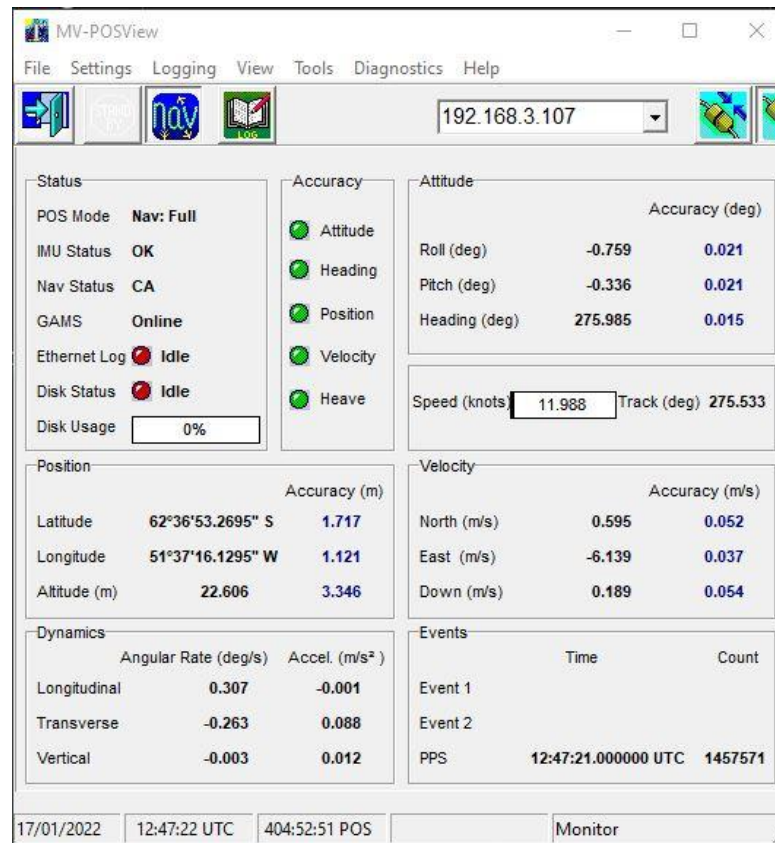 MV-POSView
File Settings Logging View Tools Diagnostics Help
nav LOG 192.168.3.107
Status
POS Mode Nav: Full
IMU Status OK
Nav Status CA
GAMS Online
Ethernet Log Idle
Disk Status Idle
Disk Usage 0%
Accuracy
Attitude
Heading
Position
Velocity
Heave
Attitude
Accuracy (deg)
Roll (deg) -0.759 0.021
Pitch (deg) -0.336 0.021
Heading (deg) 275.985 0.015
Speed (knots) 11.988 Track (deg) 275.533
Position
Accuracy (m)
Latitude 62°36'53.2695" S 1.717
Longitude 51°37'16.1295" W 1.121
Altitude (m) 22.606 3.346
Velocity
Accuracy (m/s)
North (m/s) 0.595 0.052
East (m/s) -6.139 0.037
Down (m/s) 0.189 0.054
Dynamics
Angular Rate (deg/s) Accel. (m/s²)
Longitudinal 0.307 -0.001
Transverse -0.263 0.088
Vertical -0.003 0.012
Events
Time Count
Event 1
Event 2
PPS 12:47:21.000000 UTC 1457571
17/01/2022 12:47:22 UTC 404:52:51 POS Monitor